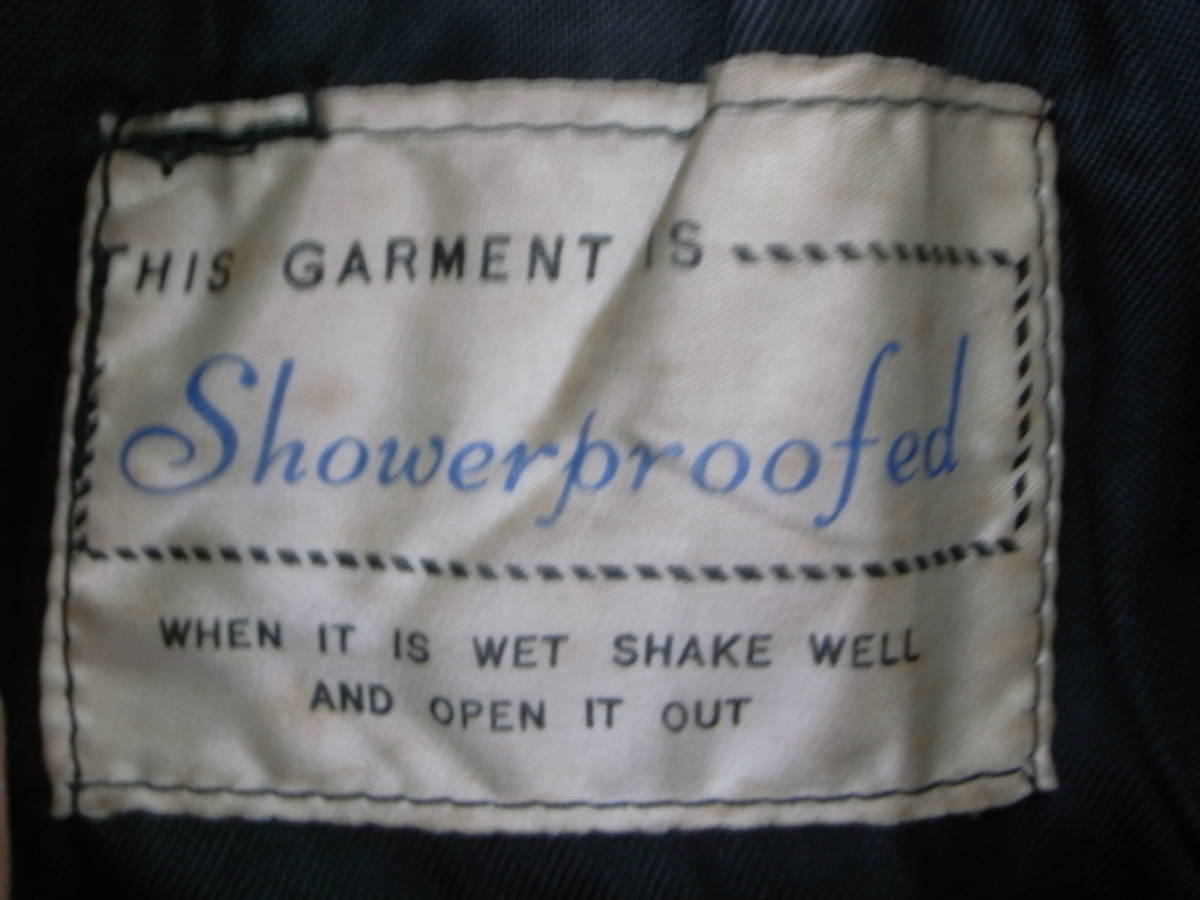 THIS GARMENT IS
Showerproofed
WHEN IT IS WET SHAKE WELL
AND OPEN IT OUT